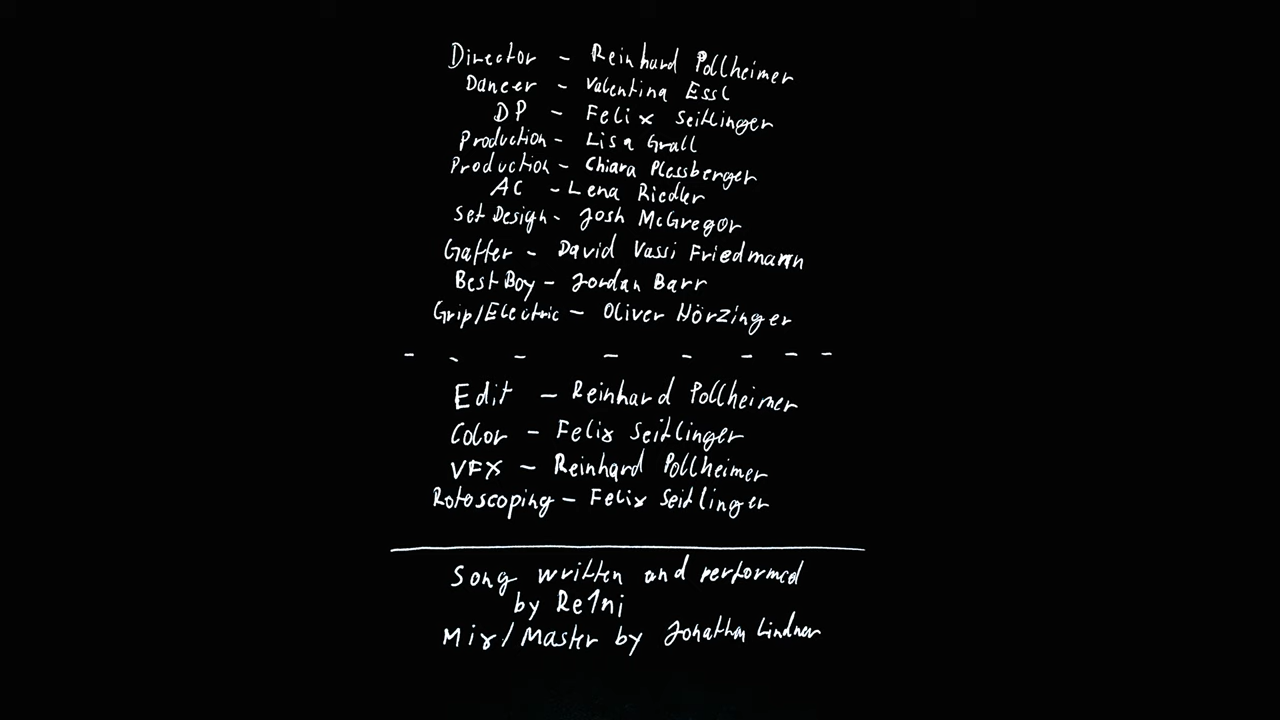 Director - Reinhard Pollheimer
Dancer - Valentina Essl
DP - Felix Seitlinger
Production - Lisa Grall
Production - Chiara Plessberger
AC - Lena Riedler
Set Design - Josh McGregor
Gaffer - David Vassi Friedmann
Best Boy - Jordan Barr
Grip/Electric - Oliver Hörzinger
Edit - Reinhard Pollheimer
Color - Felix Seitlinger
VFX - Reinhard Pollheimer
Rotoscoping - Felix Seitlinger
Song written and performed
by Re1ni
Mix/Master by Jonathan Lindner